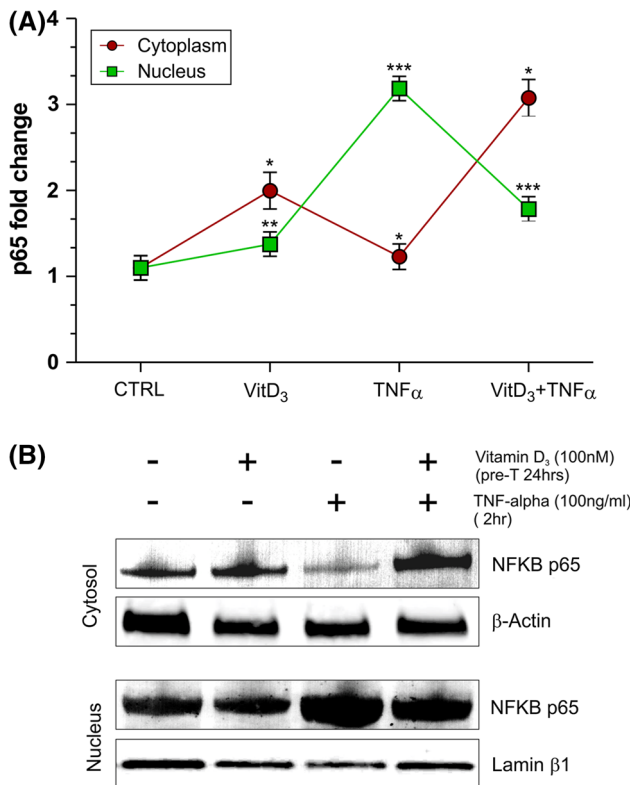 (A)
Cytoplasm
Nucleus
p65 fold change
4
3
2
1
0
*
**
***
*
*
***
CTRL
VitD3
TNFα
VitD3+TNFα
(B)
- + - + Vitamin D3 (100nM)
(pre-T 24hrs)
- - + + TNF-alpha (100ng/ml)
( 2hr)
Cytosol
NFKB p65
β-Actin
Nucleus
NFKB p65
Lamin β1